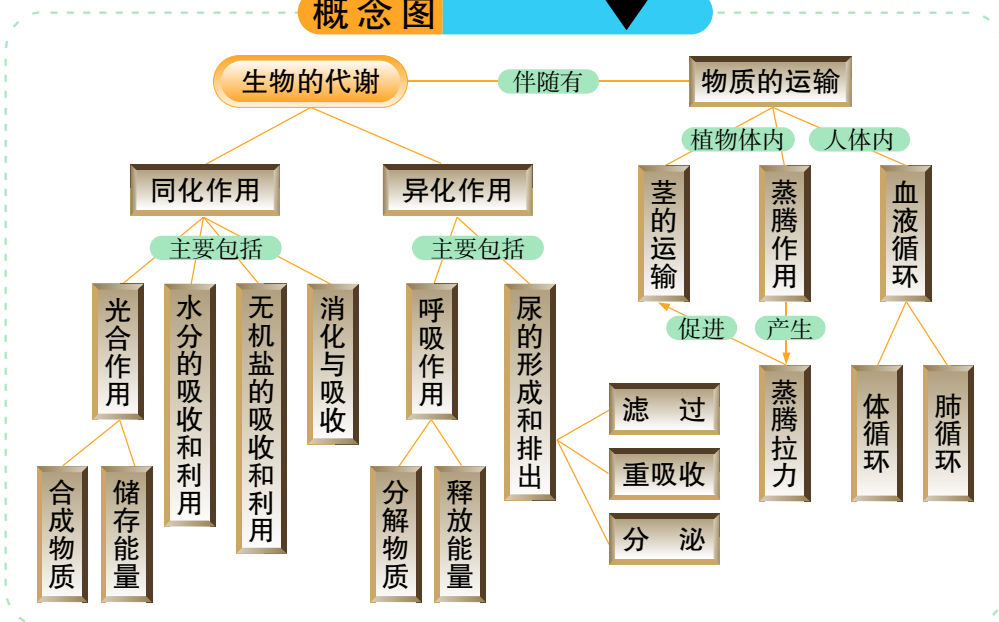 概念图
生物的代谢
伴随有
物质的运输
植物体内
人体内
同化作用
异化作用
茎的运输
蒸腾作用
血液循环
主要包括
主要包括
光合作用
水分的吸收和利用
无机盐的吸收和利用
消化与吸收
呼吸作用
尿的形成和排出
促进
产生
蒸腾拉力
体循环
肺循环
滤 过
重吸收
分 泌
合成物质
储存能量
分解物质
释放能量